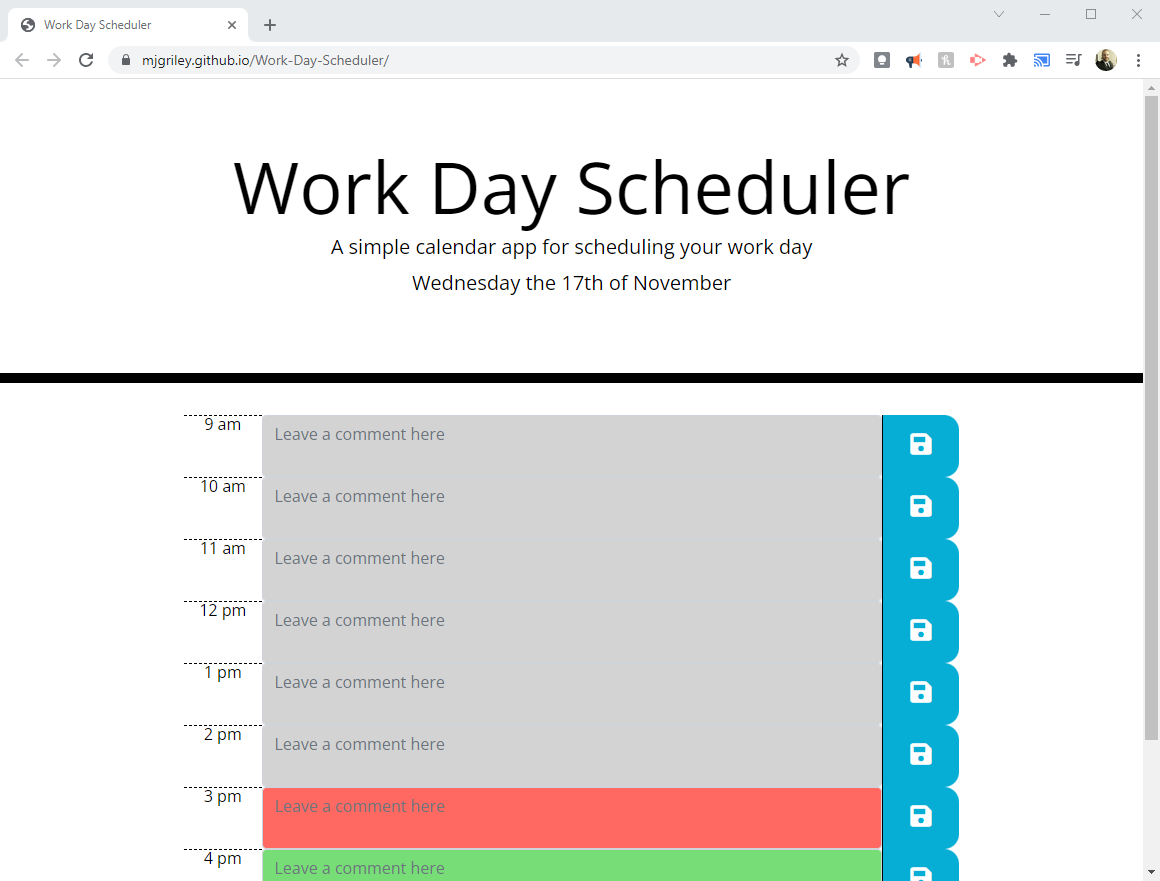 Work Day Scheduler
mjgriley.github.io/Work-Day-Scheduler/
Work Day Scheduler
A simple calendar app for scheduling your work day
Wednesday the 17th of November
9 am Leave a comment here
10 am Leave a comment here
11 am Leave a comment here
12 pm Leave a comment here
1 pm Leave a comment here
2 pm Leave a comment here
3 pm Leave a comment here
4 pm Leave a comment here